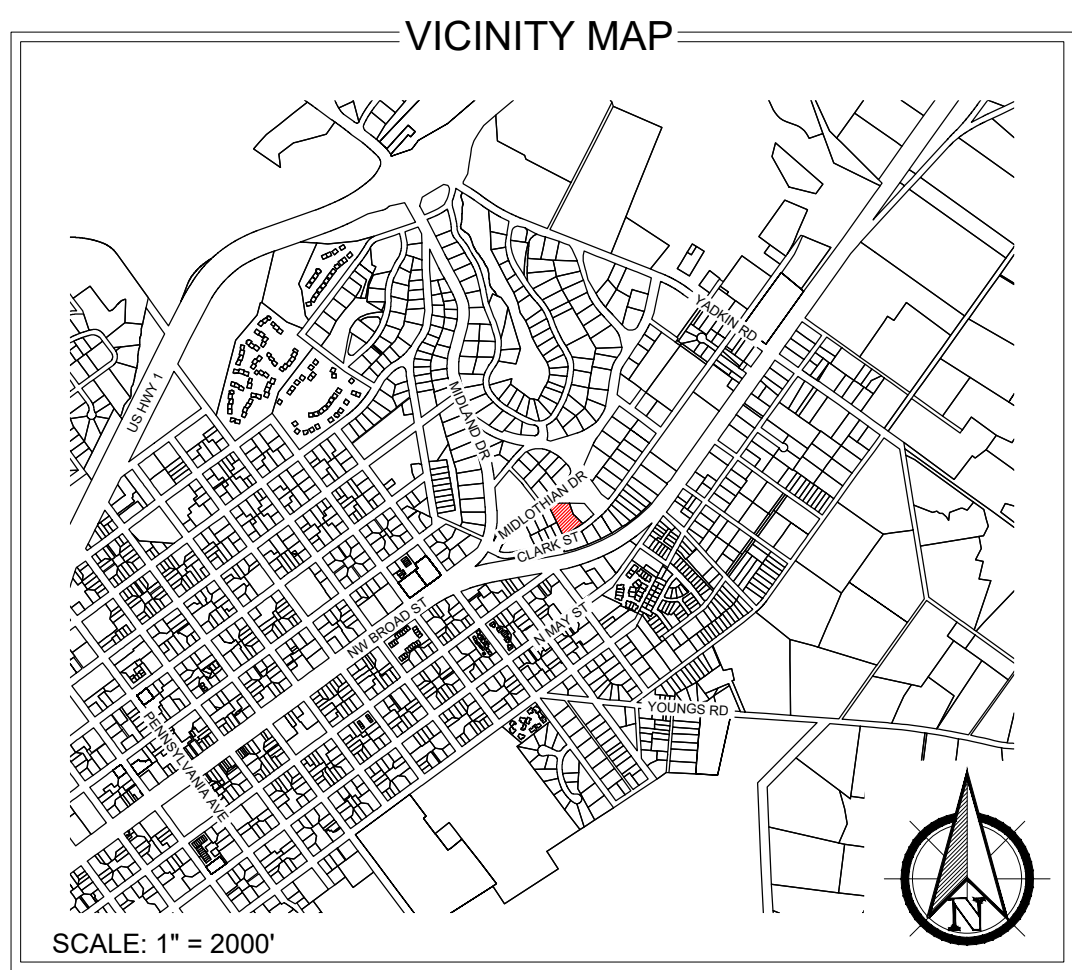 VICINITY MAP
YADKIN RD
US HWY 1
MIDLAND DR
MIDLOTHIAN DR
CLARK ST
NW BROAD ST
N MAY ST
YOUNGS RD
PENNSYLVANIA AVE
N
SCALE: 1" = 2000'